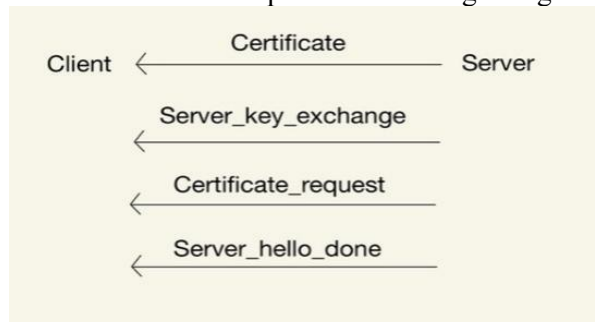 Certificate
Client Server
Server_key_exchange
Certificate_request
Server_hello_done